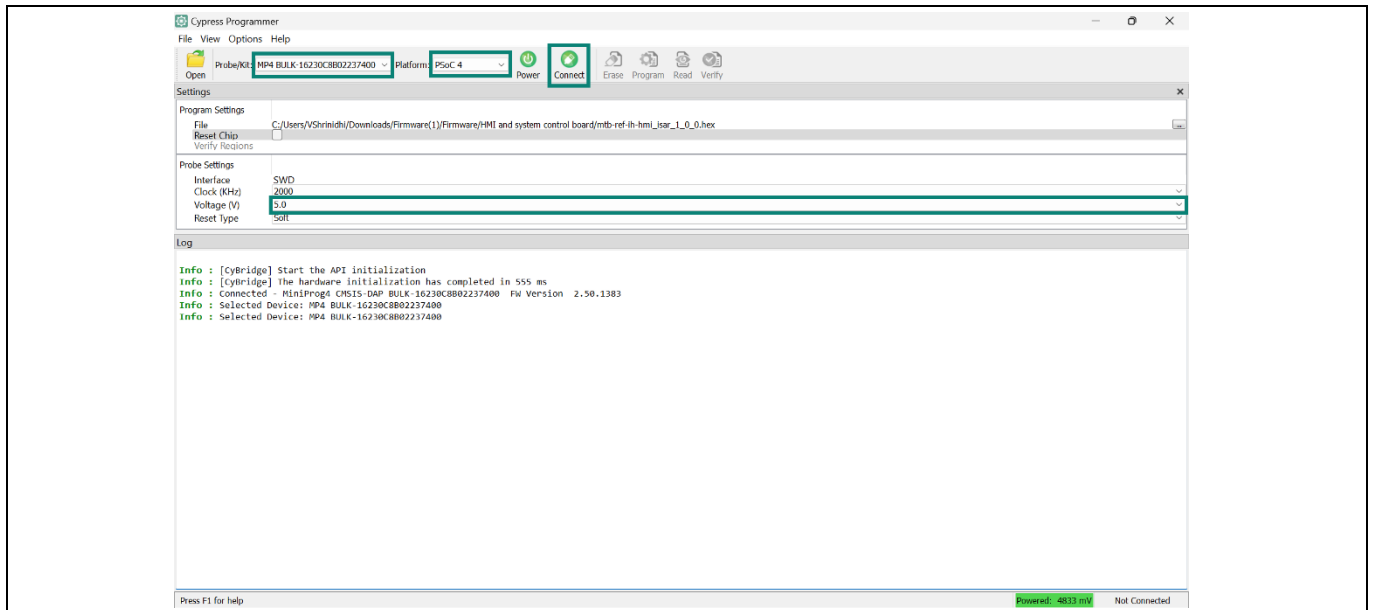 Cypress Programmer
File View Options Help
Open Probe/Kit: MP4 BULK-16230C8B02237400 Platform: PSoC 4 Power Connect Erase Program Read Verify
Settings
Program Settings
File C:/Users/VShrinidhi/Downloads/Firmware(1)/Firmware/HMI and system control board/mtb-ref-ih-hmi_isar_1_0_0.hex ...
Reset Chip
Verify Regions
Probe Settings
Interface SWD
Clock (KHz) 2000
Voltage (V) 5.0
Reset Type Soft
Log
Info : [CyBridge] Start the API initialization
Info : [CyBridge] The hardware initialization has completed in 555 ms
Info : Connected - MiniProg4 CMSIS-DAP BULK-16230C8B02237400 FW Version 2.50.1383
Info : Selected Device: MP4 BULK-16230C8B02237400
Info : Selected Device: MP4 BULK-16230C8B02237400
Press F1 for help Powered: 4833 mV Not Connected